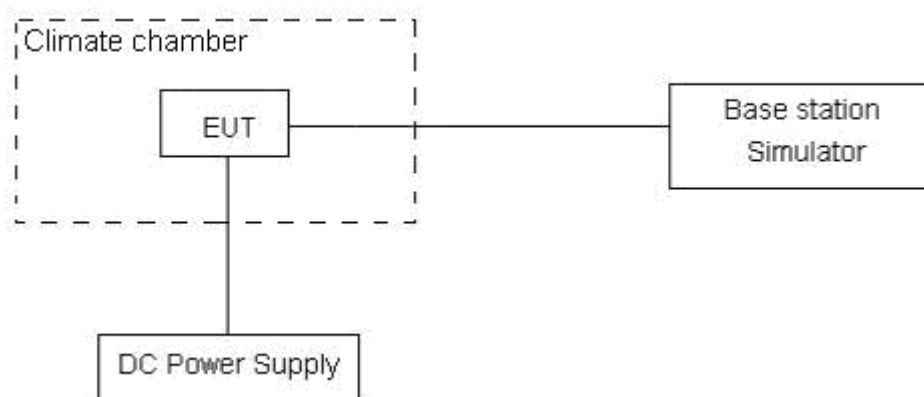 Climate chamber
EUT
Base station
Simulator
DC Power Supply